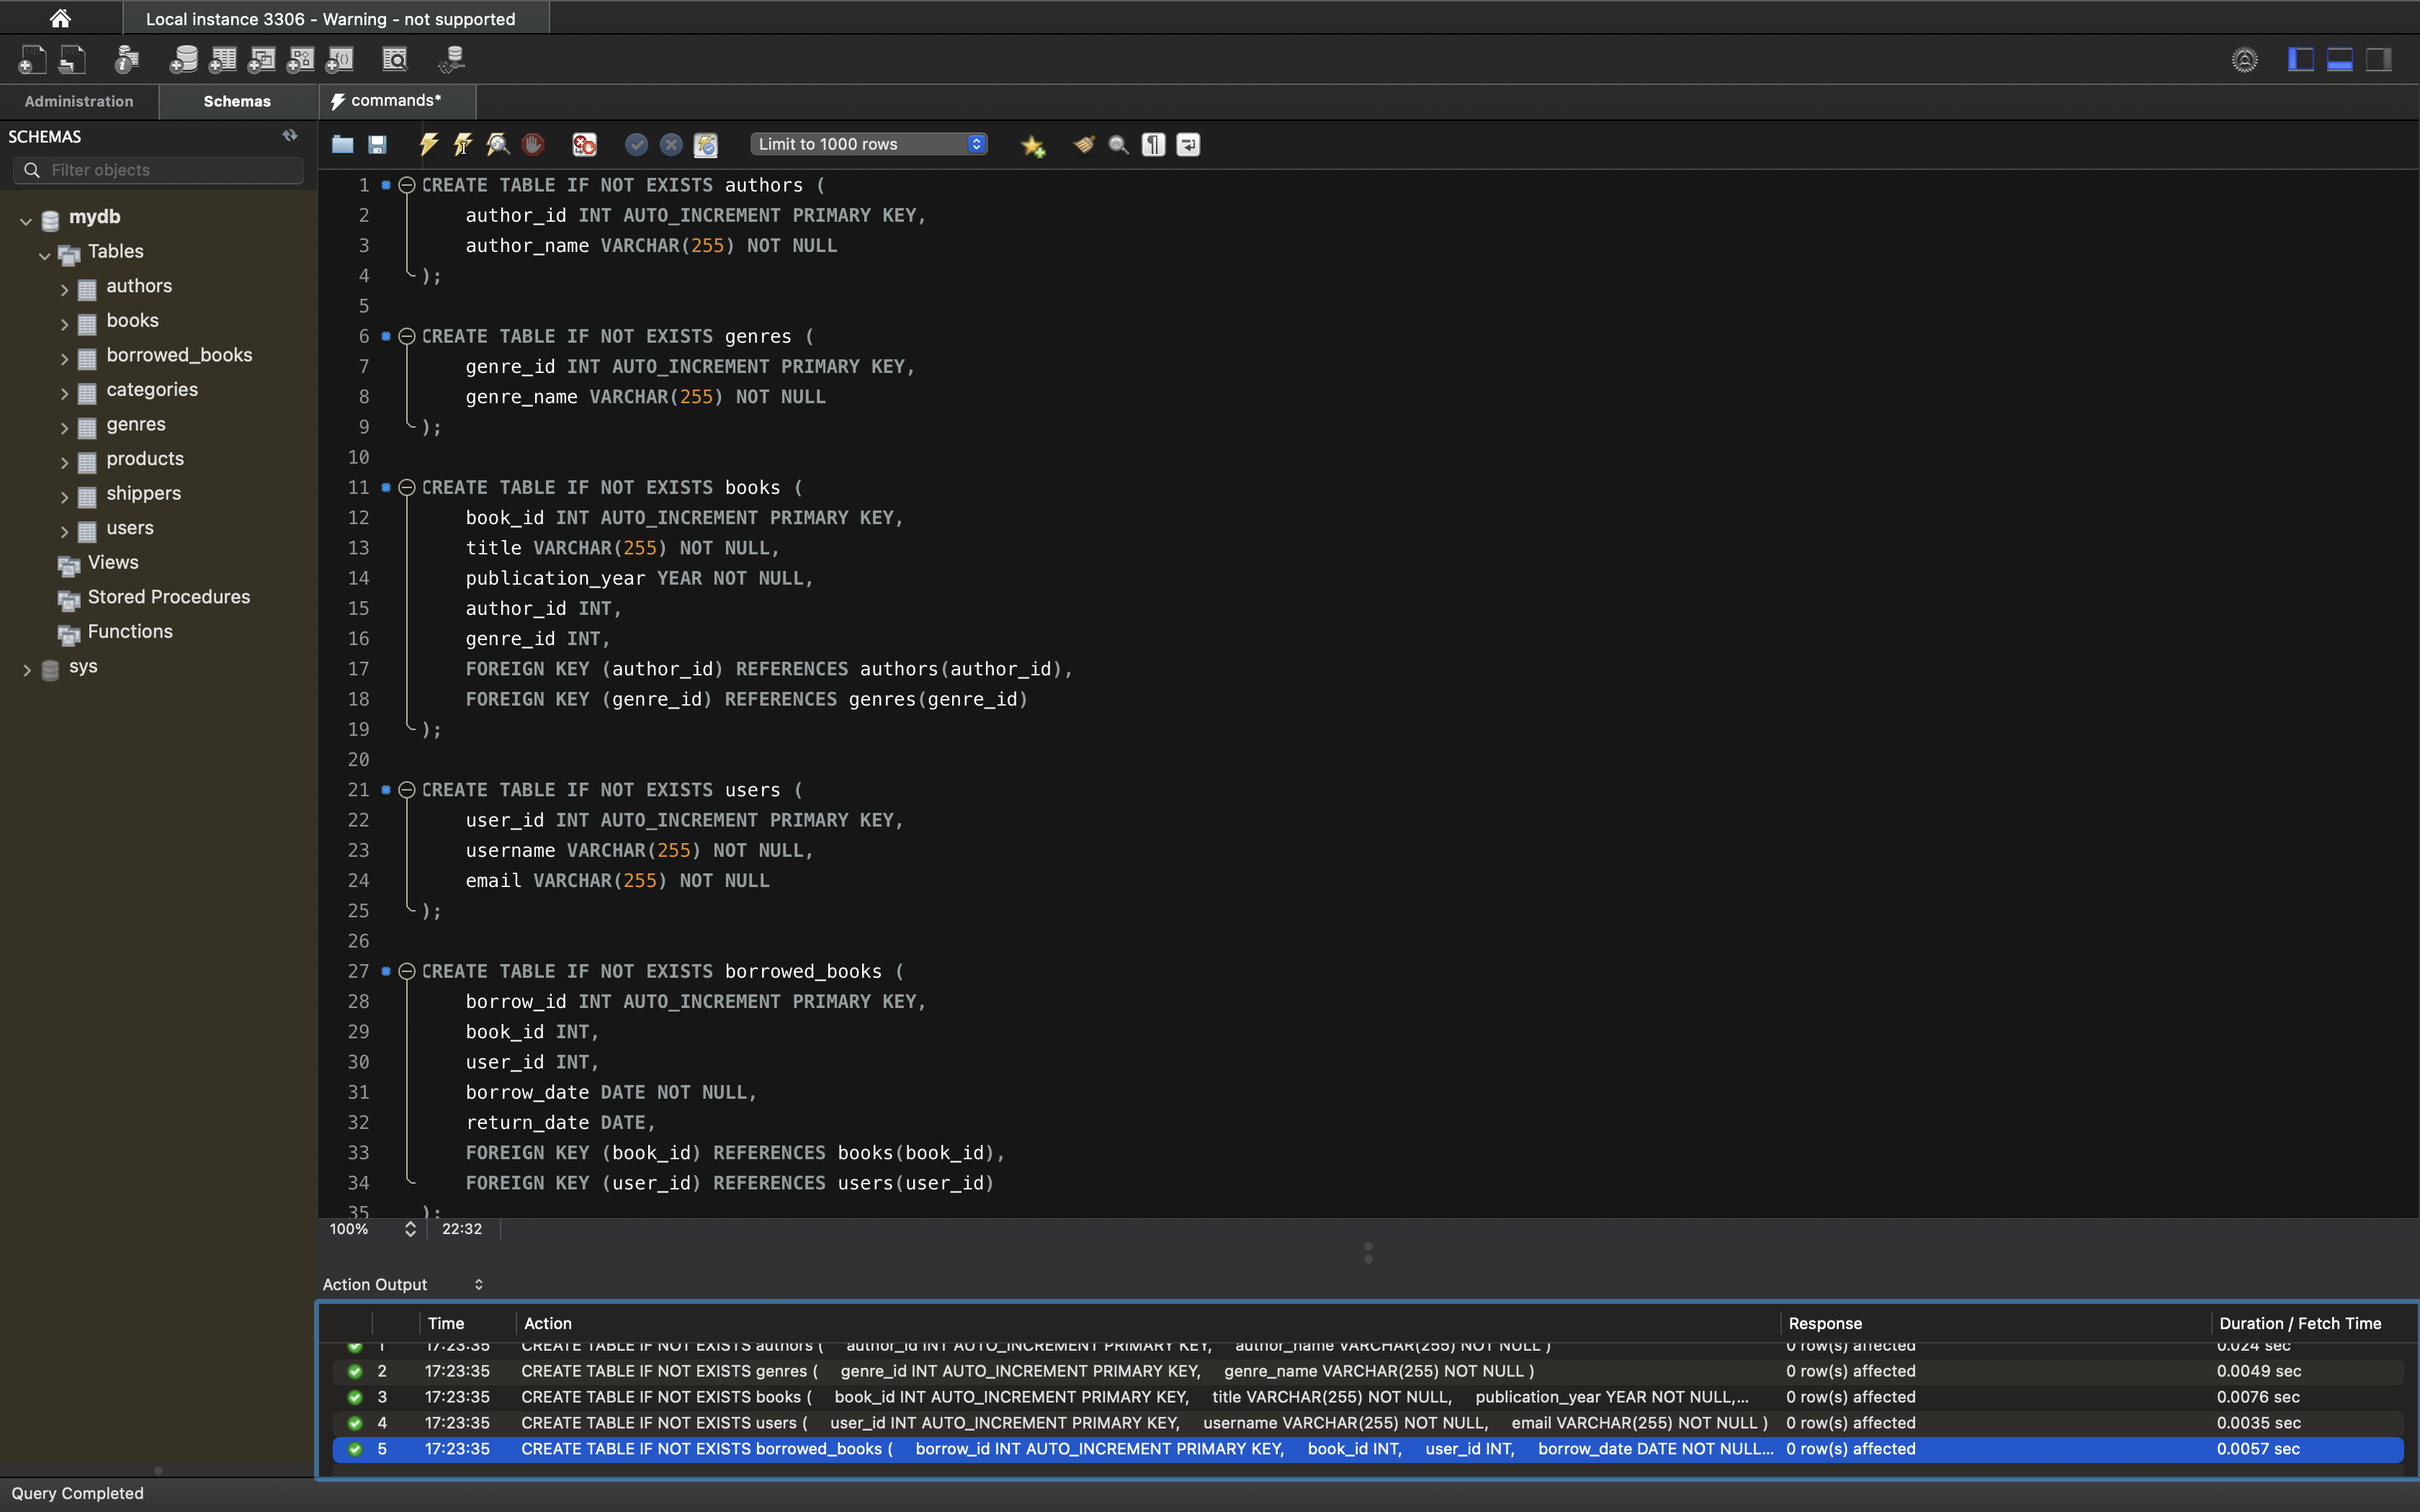 Local instance 3306 - Warning - not supported
Administration
Schemas
commands*
SCHEMAS
Filter objects
Limit to 1000 rows
mydb
Tables
authors
books
borrowed_books
categories
genres
products
shippers
users
Views
Stored Procedures
Functions
sys
1 CREATE TABLE IF NOT EXISTS authors (
2 author_id INT AUTO_INCREMENT PRIMARY KEY,
3 author_name VARCHAR(255) NOT NULL
4 );
5
6 CREATE TABLE IF NOT EXISTS genres (
7 genre_id INT AUTO_INCREMENT PRIMARY KEY,
8 genre_name VARCHAR(255) NOT NULL
9 );
10
11 CREATE TABLE IF NOT EXISTS books (
12 book_id INT AUTO_INCREMENT PRIMARY KEY,
13 title VARCHAR(255) NOT NULL,
14 publication_year YEAR NOT NULL,
15 author_id INT,
16 genre_id INT,
17 FOREIGN KEY (author_id) REFERENCES authors(author_id),
18 FOREIGN KEY (genre_id) REFERENCES genres(genre_id)
19 );
20
21 CREATE TABLE IF NOT EXISTS users (
22 user_id INT AUTO_INCREMENT PRIMARY KEY,
23 username VARCHAR(255) NOT NULL,
24 email VARCHAR(255) NOT NULL
25 );
26
27 CREATE TABLE IF NOT EXISTS borrowed_books (
28 borrow_id INT AUTO_INCREMENT PRIMARY KEY,
29 book_id INT,
30 user_id INT,
31 borrow_date DATE NOT NULL,
32 return_date DATE,
33 FOREIGN KEY (book_id) REFERENCES books(book_id),
34 FOREIGN KEY (user_id) REFERENCES users(user_id)
35 );
100% 22:32
Action Output
Time Action Response Duration / Fetch Time
1 17:23:35 CREATE TABLE IF NOT EXISTS authors ( author_id INT AUTO_INCREMENT PRIMARY KEY, author_name VARCHAR(255) NOT NULL ) 0 row(s) affected 0.024 sec
2 17:23:35 CREATE TABLE IF NOT EXISTS genres ( genre_id INT AUTO_INCREMENT PRIMARY KEY, genre_name VARCHAR(255) NOT NULL ) 0 row(s) affected 0.0049 sec
3 17:23:35 CREATE TABLE IF NOT EXISTS books ( book_id INT AUTO_INCREMENT PRIMARY KEY, title VARCHAR(255) NOT NULL, publication_year YEAR NOT NULL,... 0 row(s) affected 0.0076 sec
4 17:23:35 CREATE TABLE IF NOT EXISTS users ( user_id INT AUTO_INCREMENT PRIMARY KEY, username VARCHAR(255) NOT NULL, email VARCHAR(255) NOT NULL ) 0 row(s) affected 0.0035 sec
5 17:23:35 CREATE TABLE IF NOT EXISTS borrowed_books ( borrow_id INT AUTO_INCREMENT PRIMARY KEY, book_id INT, user_id INT, borrow_date DATE NOT NULL... 0 row(s) affected 0.0057 sec
Query Completed